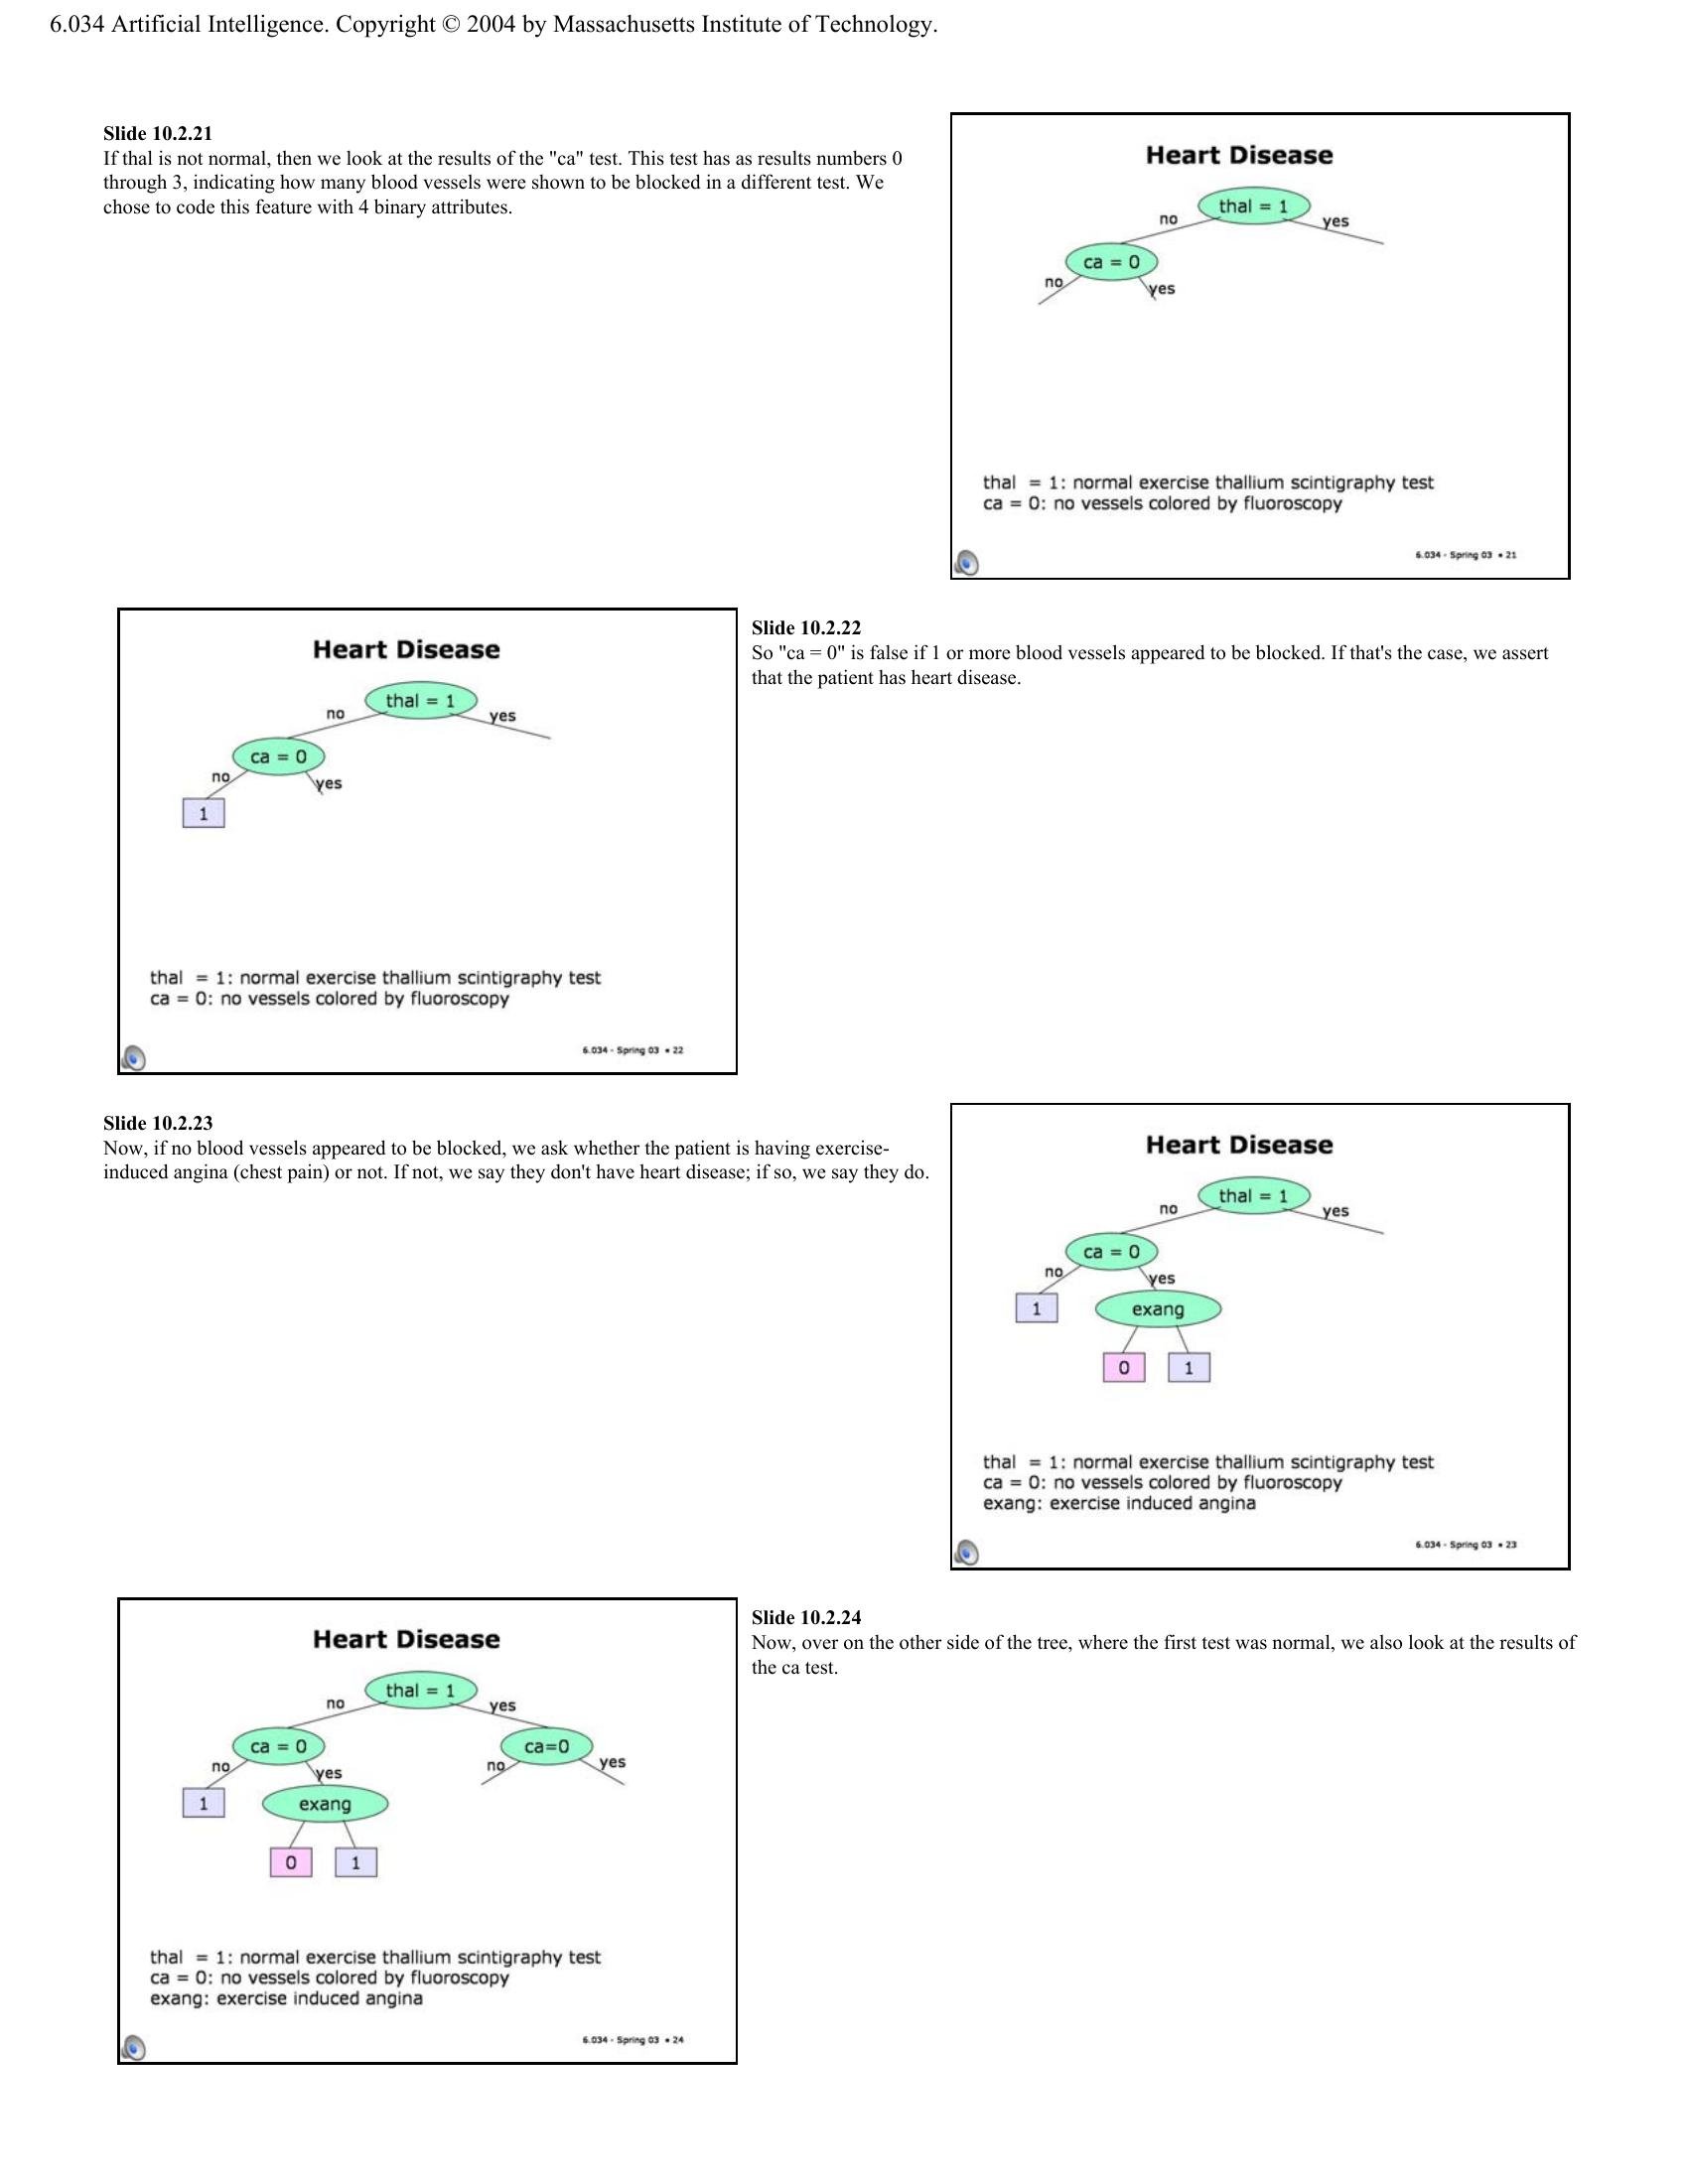 6.034 Artificial Intelligence. Copyright © 2004 by Massachusetts Institute of Technology.
Slide 10.2.21
If thal is not normal, then we look at the results of the "ca" test. This test has as results numbers 0
through 3, indicating how many blood vessels were shown to be blocked in a different test. We
chose to code this feature with 4 binary attributes.
Heart Disease
thal = 1
no
yes
ca = 0
no
yes
thal = 1: normal exercise thallium scintigraphy test
ca = 0: no vessels colored by fluoroscopy
6.034 - Spring 03 • 21
Heart Disease
thal = 1
no
yes
ca = 0
no
yes
1
thal = 1: normal exercise thallium scintigraphy test
ca = 0: no vessels colored by fluoroscopy
6.034 - Spring 03 • 22
Slide 10.2.22
So "ca = 0" is false if 1 or more blood vessels appeared to be blocked. If that's the case, we assert
that the patient has heart disease.
Slide 10.2.23
Now, if no blood vessels appeared to be blocked, we ask whether the patient is having exercise-
induced angina (chest pain) or not. If not, we say they don't have heart disease; if so, we say they do.
Heart Disease
thal = 1
no
yes
ca = 0
no
yes
1
exang
0 1
thal = 1: normal exercise thallium scintigraphy test
ca = 0: no vessels colored by fluoroscopy
exang: exercise induced angina
6.034 - Spring 03 • 23
Heart Disease
thal = 1
no
yes
ca = 0
ca=0
no
yes
no
yes
1
exang
0 1
thal = 1: normal exercise thallium scintigraphy test
ca = 0: no vessels colored by fluoroscopy
exang: exercise induced angina
6.034 - Spring 03 • 24
Slide 10.2.24
Now, over on the other side of the tree, where the first test was normal, we also look at the results of
the ca test.